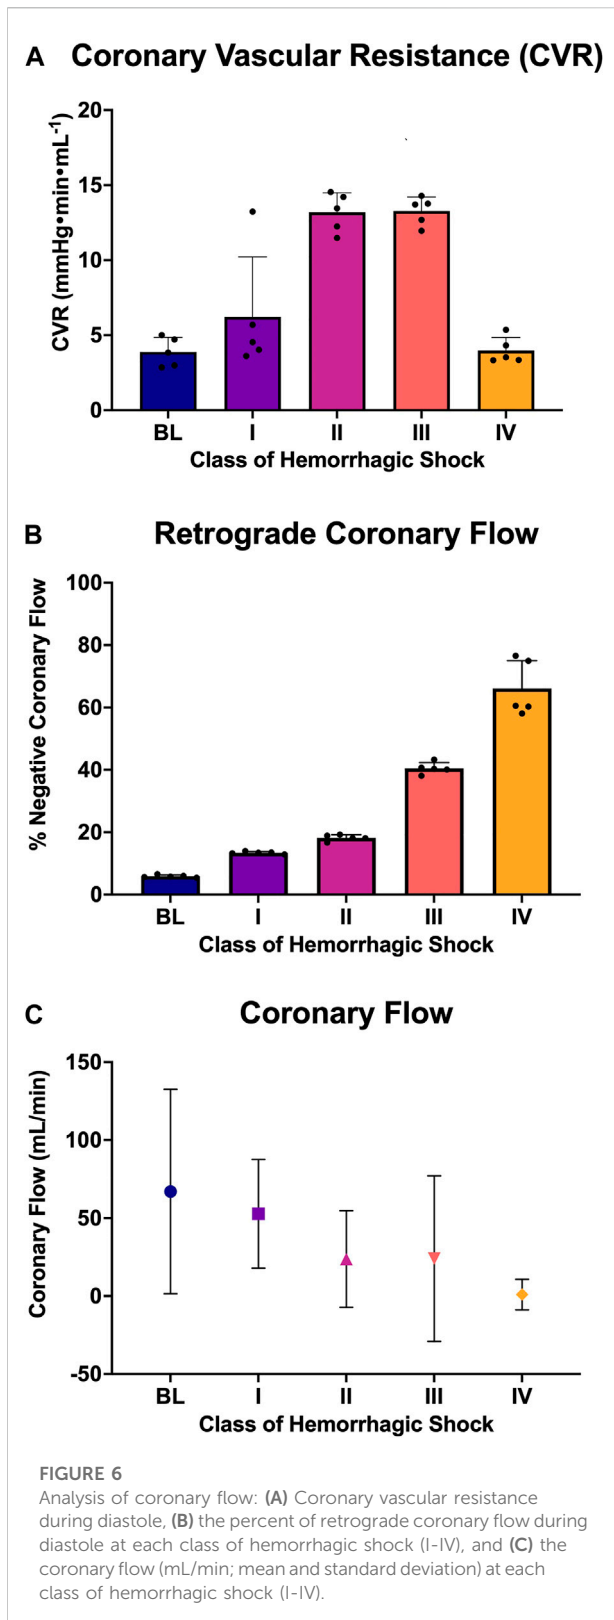 A Coronary Vascular Resistance (CVR)
CVR (mmHg•min•mL-1)
20
15
10
5
0
BL I II III IV
Class of Hemorrhagic Shock
B Retrograde Coronary Flow
% Negative Coronary Flow
100
80
60
40
20
0
BL I II III IV
Class of Hemorrhagic Shock
C Coronary Flow
Coronary Flow (mL/min)
150
100
50
0
-50
BL I II III IV
Class of Hemorrhagic Shock
FIGURE 6
Analysis of coronary flow: (A) Coronary vascular resistance
during diastole, (B) the percent of retrograde coronary flow during
diastole at each class of hemorrhagic shock (I-IV), and (C) the
coronary flow (mL/min; mean and standard deviation) at each
class of hemorrhagic shock (I-IV).